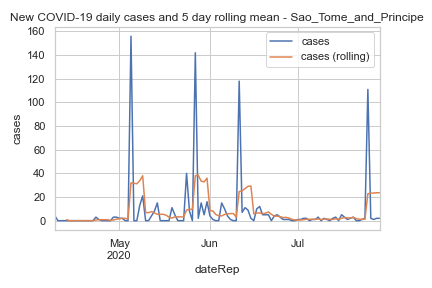 New COVID-19 daily cases and 5 day rolling mean - Sao_Tome_and_Principe
160
140
120
100
80
60
40
20
0
cases
cases
cases (rolling)
May
2020
Jun
Jul
dateRep